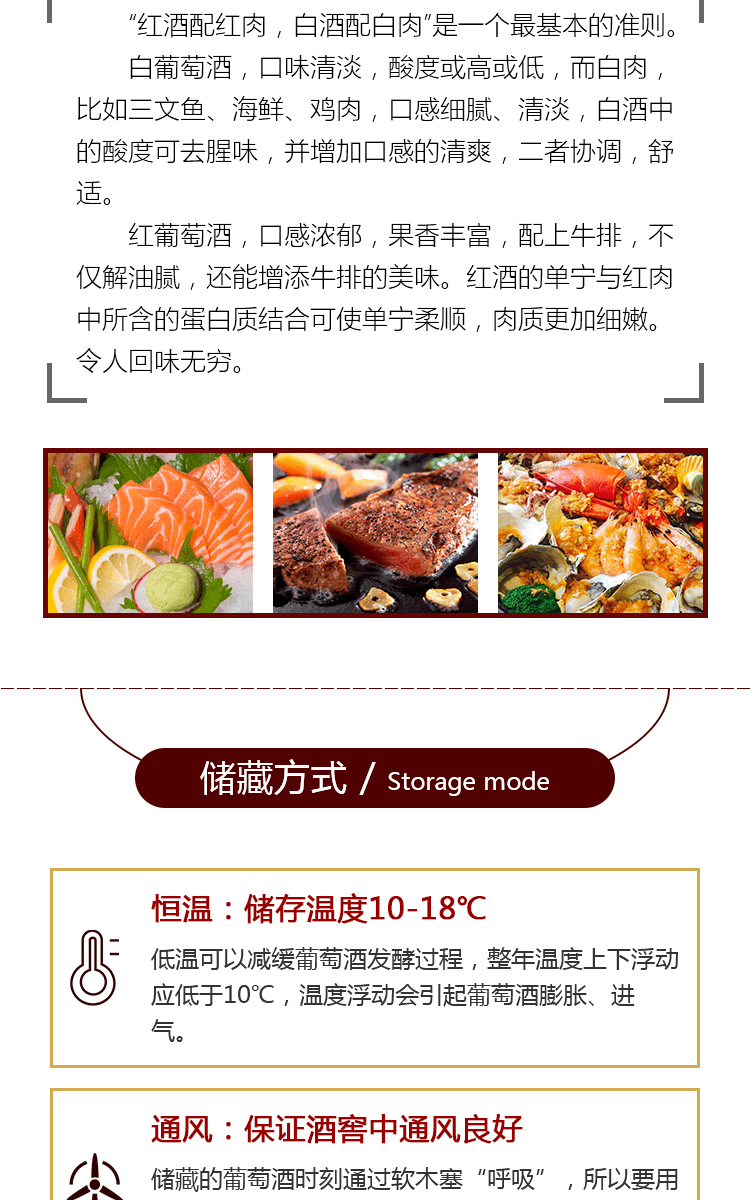 “红酒配红肉，白酒配白肉”是一个最基本的准则。
白葡萄酒，口味清淡，酸度或高或低，而白肉，
比如三文鱼、海鲜、鸡肉，口感细腻、清淡，白酒中
的酸度可去腥味，并增加口感的清爽，二者协调，舒
适。
红葡萄酒，口感浓郁，果香丰富，配上牛排，不
仅解油腻，还能增添牛排的美味。红酒的单宁与红肉
中所含的蛋白质结合可使单宁柔顺，肉质更加细嫩。
令人回味无穷。
储藏方式 / Storage mode
恒温：储存温度10-18℃
低温可以减缓葡萄酒发酵过程，整年温度上下浮动
应低于10℃，温度浮动会引起葡萄酒膨胀、进
气。
通风：保证酒窖中通风良好
储藏的葡萄酒时刻通过软木塞“呼吸”，所以要用